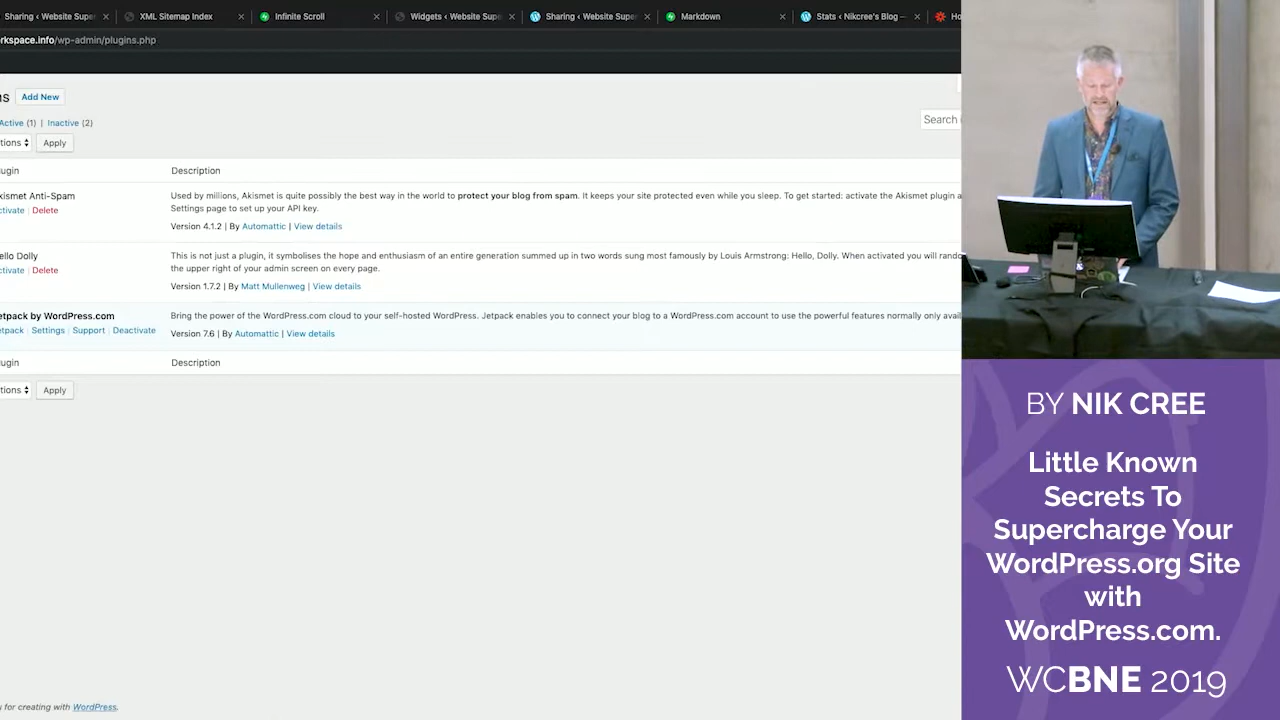 Sharing ‹ Website Supe
XML Sitemap Index
Infinite Scroll
Widgets ‹ Website Supe
Sharing ‹ Website Supe
Markdown
Stats ‹ Nikcree's Blog —
Ho
rkspace.info/wp-admin/plugins.php
ns
Add New
Active (1) | Inactive (2)
Search i
tions
Apply
ugin
Description
kismet Anti-Spam
Used by millions, Akismet is quite possibly the best way in the world to protect your blog from spam. It keeps your site protected even while you sleep. To get started: activate the Akismet plugin a
ctivate | Delete
Settings page to set up your API key.
Version 4.1.2 | By Automattic | View details
ello Dolly
This is not just a plugin, it symbolises the hope and enthusiasm of an entire generation summed up in two words sung most famously by Louis Armstrong: Hello, Dolly. When activated you will rando
ctivate | Delete
the upper right of your admin screen on every page.
Version 1.7.2 | By Matt Mullenweg | View details
etpack by WordPress.com
Bring the power of the WordPress.com cloud to your self-hosted WordPress. Jetpack enables you to connect your blog to a WordPress.com account to use the powerful features normally only avail
etpack | Settings | Support | Deactivate
Version 7.6 | By Automattic | View details
ugin
Description
tions
Apply
y for creating with WordPress.
BY NIK CREE
Little Known
Secrets To
Supercharge Your
WordPress.org Site
with
WordPress.com.
WCBNE 2019